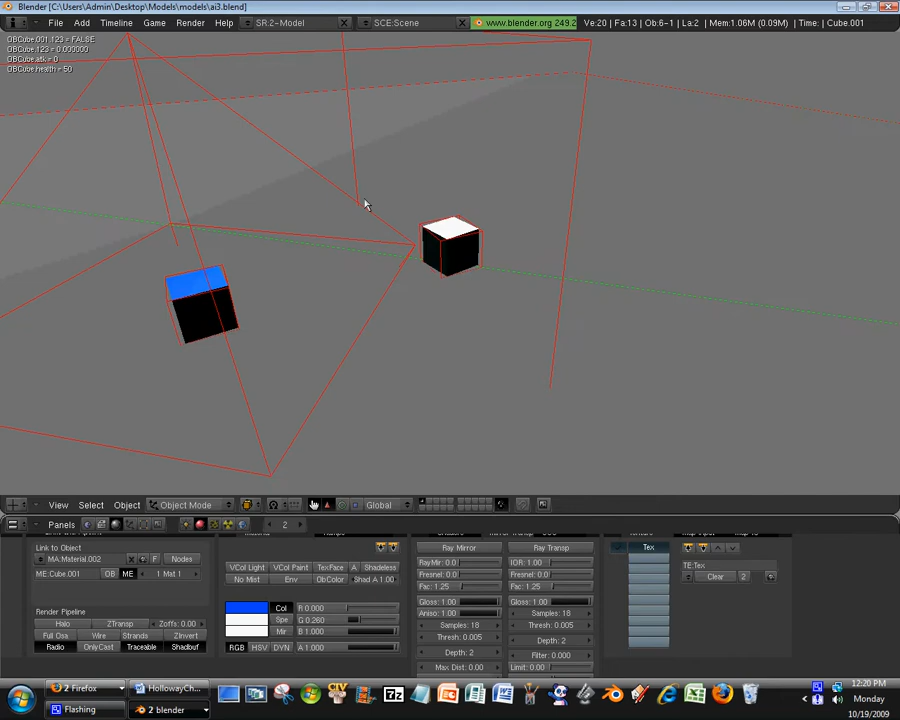 Blender [C:\Users\Admin\Desktop\Models\models\ai3.blend]
File Add Timeline Game Render Help SR:2-Model SCE:Scene www.blender.org 249.2 Ve:20 | Fa:13 | Ob:6-1 | La:2 | Mem:1.06M (0.09M) | Time: | Cube.001
OBCube.001.123 = FALSE
OBCube.123 = 0.000000
OBCube.atk = 0
OBCube.health = 50
View Select Object Object Mode Global
Panels 2
Link to Object
MA:Material.002 F Nodes
ME:Cube.001 OB ME 1 Mat 1
Render Pipeline
Halo ZTransp Zoffs: 0.00
Full Osa Wire Strands ZInvert
Radio OnlyCast Traceable Shadbuf
VCol Light VCol Paint TexFace A Shadeless
No Mist Env ObColor Shad A 1.00
Col R 0.000
Spe G 0.260
Mir B 1.000
RGB HSV DYN A 1.000
Ray Mirror Ray Transp
RayMir: 0.0 IOR: 1.00
Fresnel: 0.0 Fresnel: 0.0
Fac: 1.25 Fac: 1.25
Gloss: 1.00 Gloss: 1.00
Aniso: 1.00 Samples: 18
Samples: 18 Thresh: 0.005
Thresh: 0.005 Depth: 2
Depth: 2 Filter: 0.000
Max Dist: 0.00 Limit: 0.00
Tex
TE:Tex
Clear 2
2 Firefox HollowayCh...
Flashing 2 blender
12:20 PM
Monday
10/19/2009